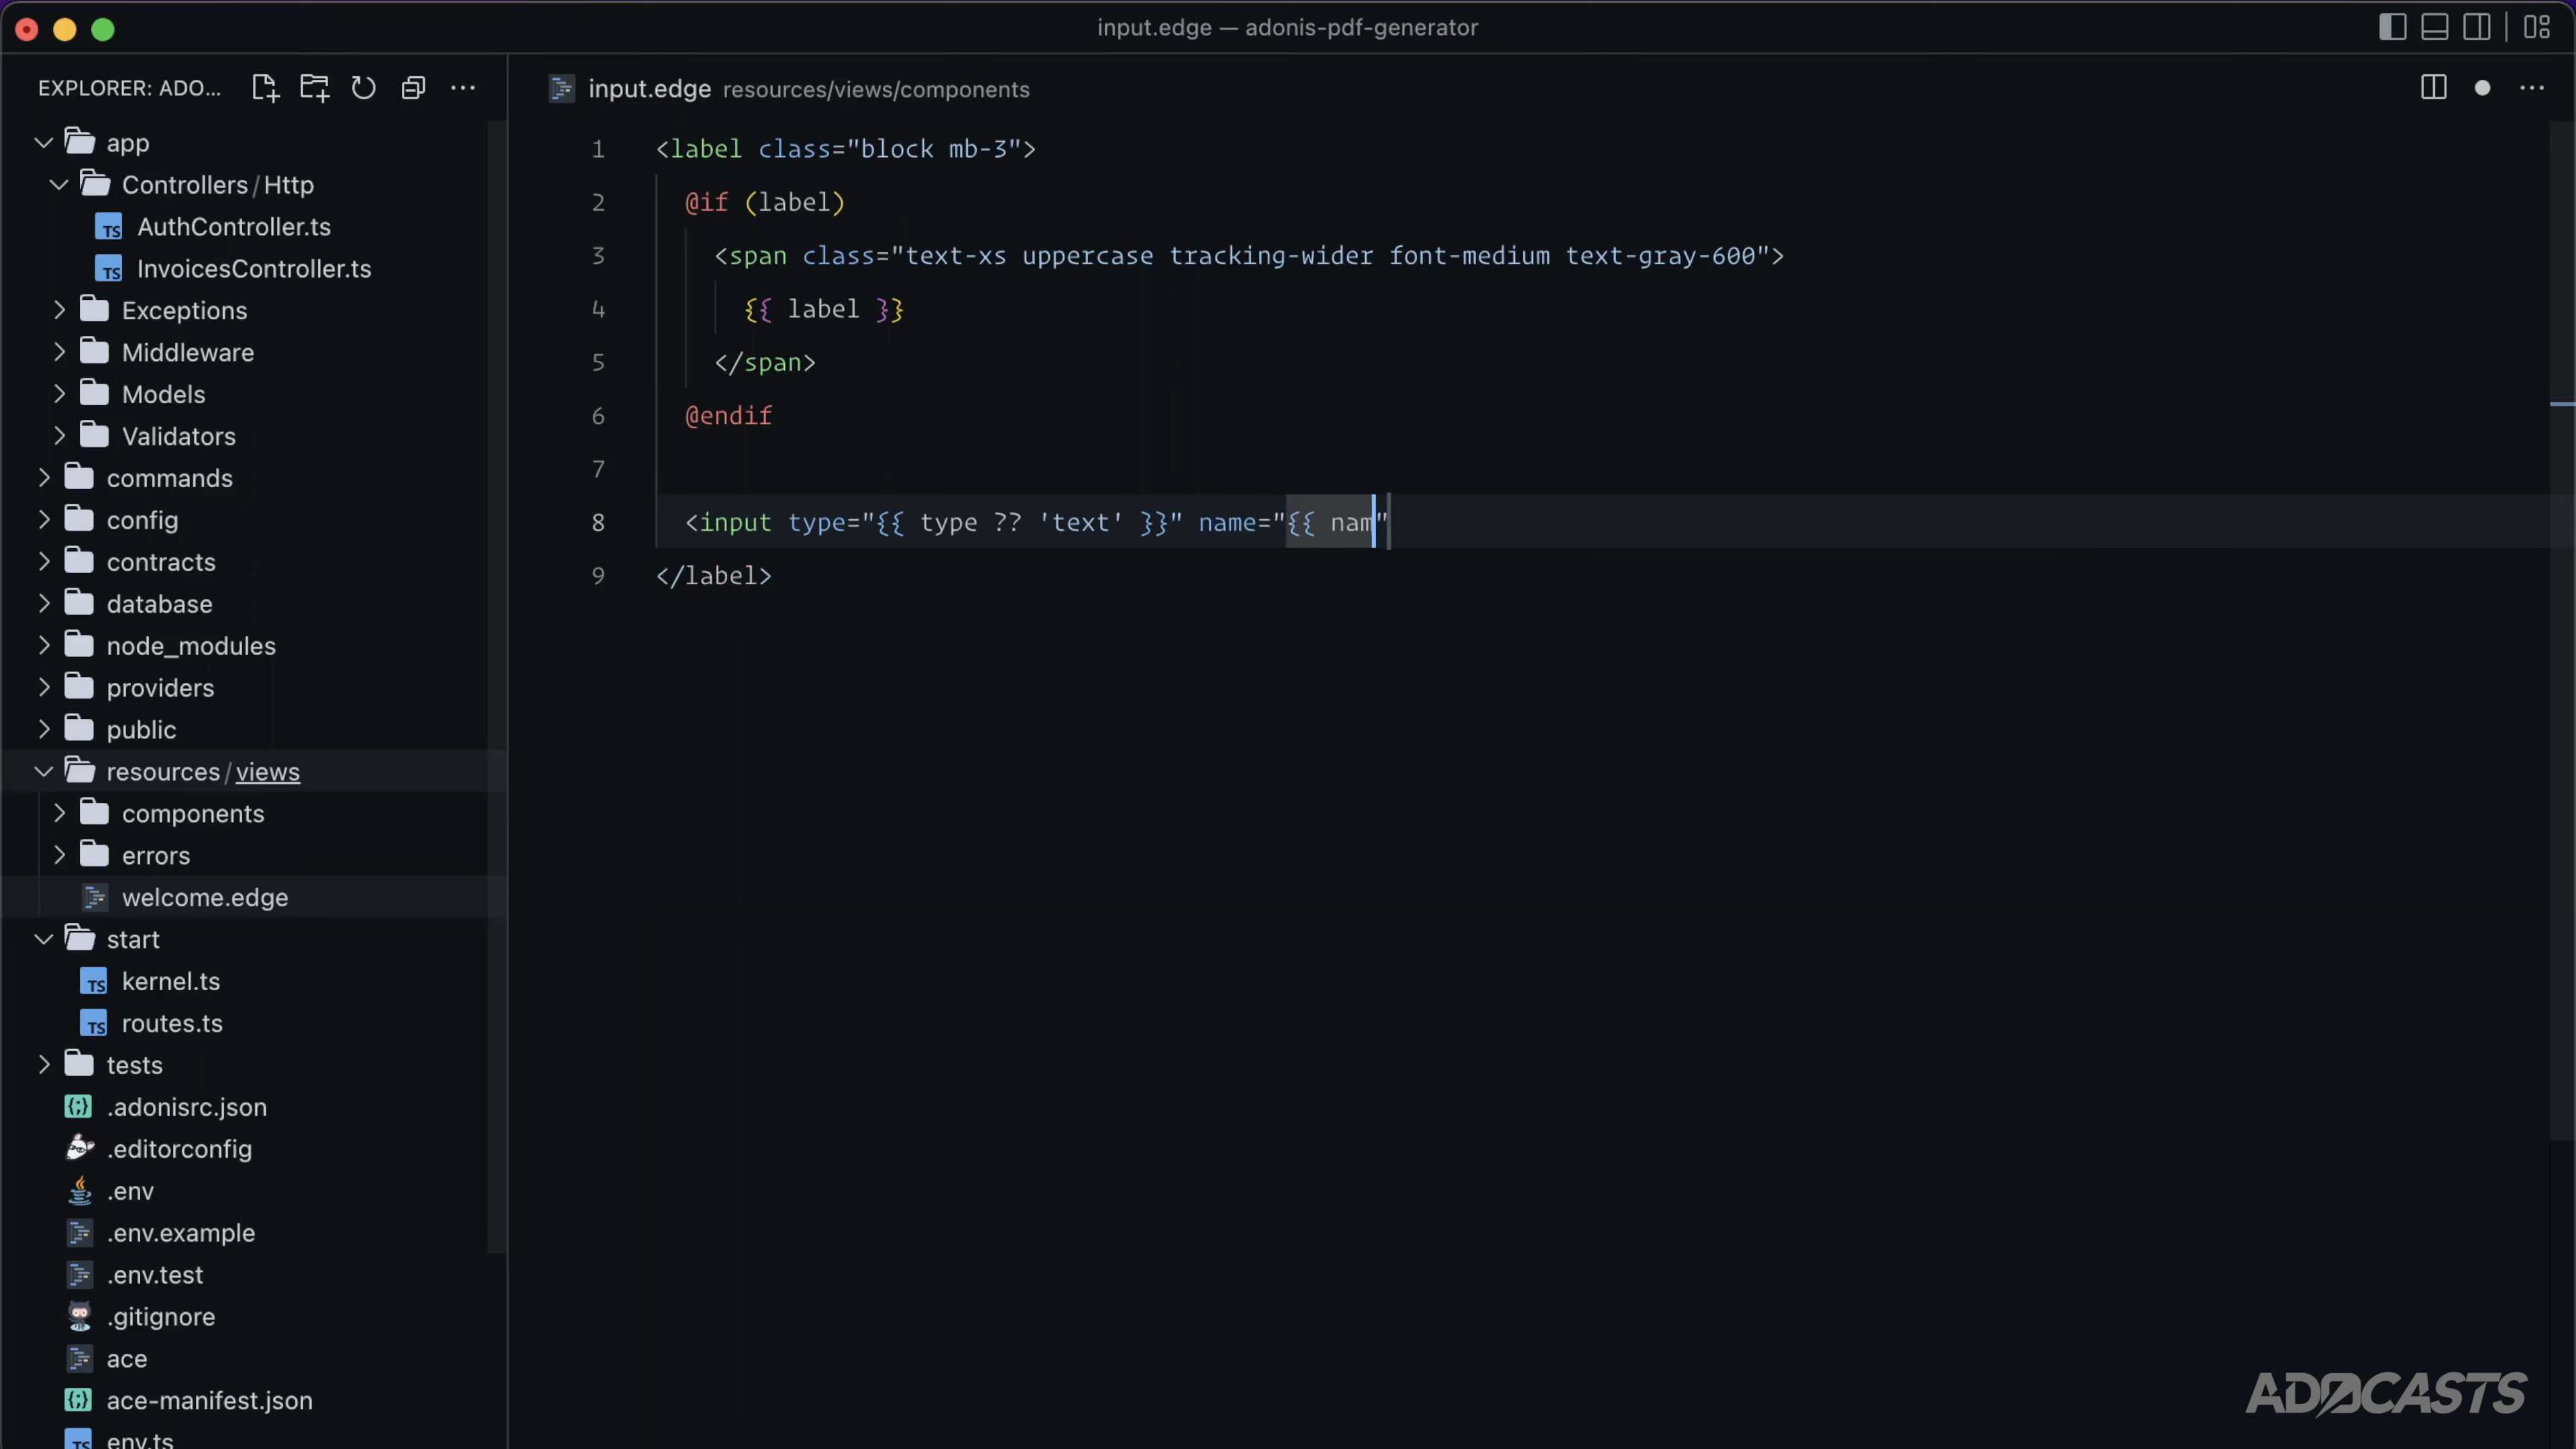 input.edge — adonis-pdf-generator
EXPLORER: ADO...
app
Controllers/Http
TS AuthController.ts
TS InvoicesController.ts
Exceptions
Middleware
Models
Validators
commands
config
contracts
database
node_modules
providers
public
resources/views
components
errors
welcome.edge
start
TS kernel.ts
TS routes.ts
tests
{;} .adonisrc.json
.editorconfig
.env
.env.example
.env.test
.gitignore
ace
{;} ace-manifest.json
TS env.ts
input.edge resources/views/components
1 <label class="block mb-3">
2 @if (label)
3 <span class="text-xs uppercase tracking-wider font-medium text-gray-600">
4 {{ label }}
5 </span>
6 @endif
7
8 <input type="{{ type ?? 'text' }}" name="{{ nam"
9 </label>
ADOCASTS